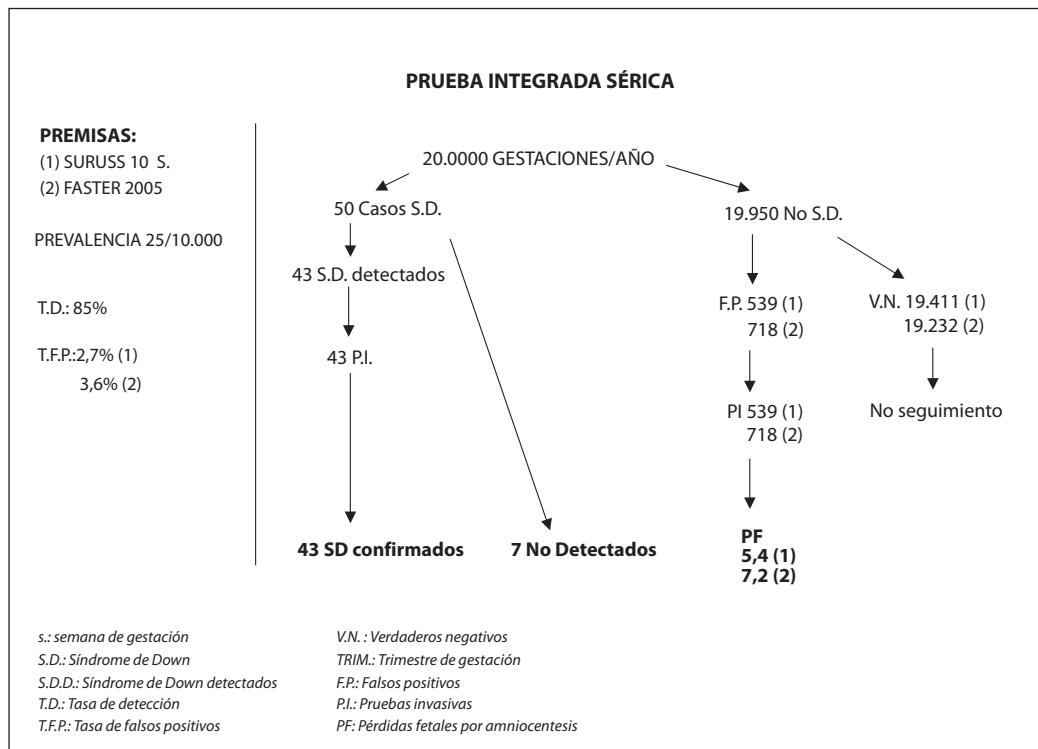 PRUEBA INTEGRADA SÉRICA
PREMISAS:
(1) SURUSS 10 S.
(2) FASTER 2005
PREVALENCIA 25/10.000
T.D.: 85%
T.F.P.:2,7% (1)
3,6% (2)
20.0000 GESTACIONES/AÑO
50 Casos S.D.
19.950 No S.D.
43 S.D. detectados
F.P. 539 (1)
718 (2)
V.N. 19.411 (1)
19.232 (2)
43 P.I.
PI 539 (1)
718 (2)
No seguimiento
43 SD confirmados
7 No Detectados
PF
5,4 (1)
7,2 (2)
s.: semana de gestación
S.D.: Síndrome de Down
S.D.D.: Síndrome de Down detectados
T.D.: Tasa de detección
T.F.P.: Tasa de falsos positivos
V.N. : Verdaderos negativos
TRIM.: Trimestre de gestación
F.P.: Falsos positivos
P.I.: Pruebas invasivas
PF: Pérdidas fetales por amniocentesis